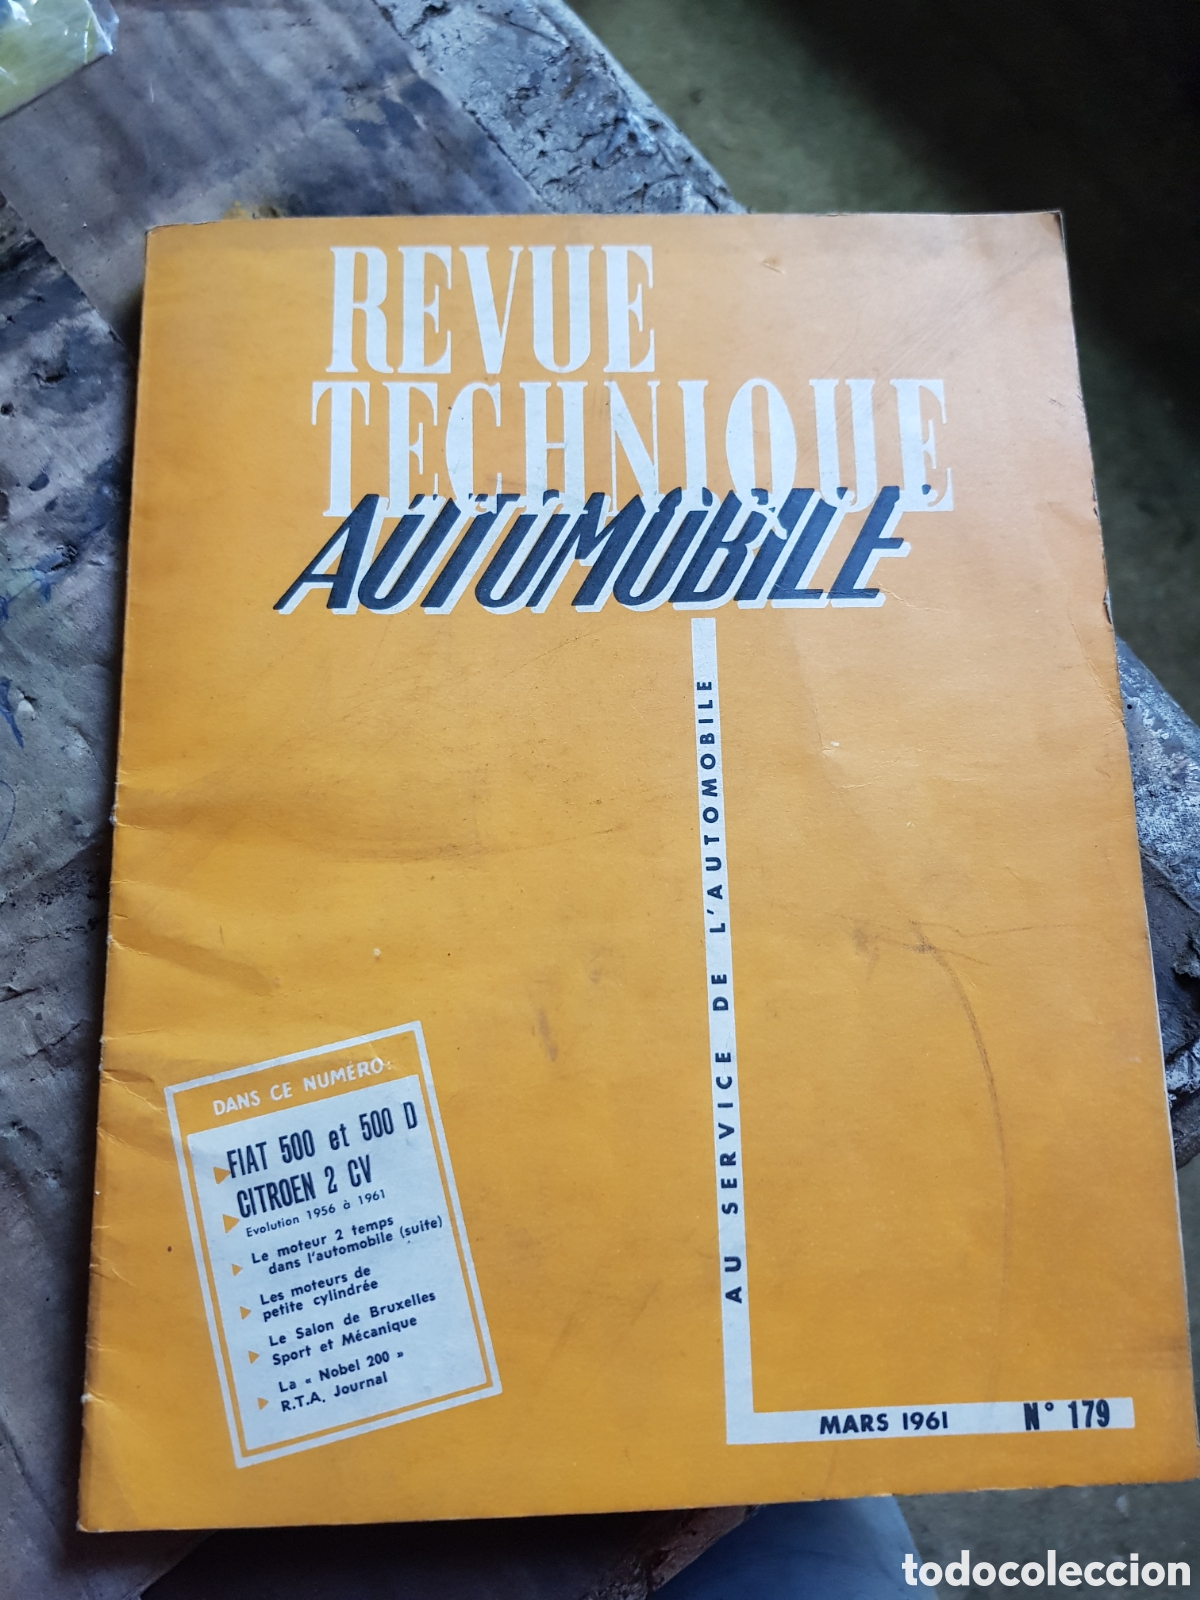 REVUE
TECHNIQUE
AUTOMOBILE
AU SERVICE DE L'AUTOMOBILE
DANS CE NUMÉRO:
FIAT 500 et 500 D
CITROEN 2 CV
Evolution 1956 à 1961
Le moteur 2 temps
dans l'automobile (suite)
Les moteurs de
petite cylindrée
Le Salon de Bruxelles
Sport et Mécanique
La « Nobel 200 »
R.T.A. Journal
MARS 1961 N° 179
todocoleccion